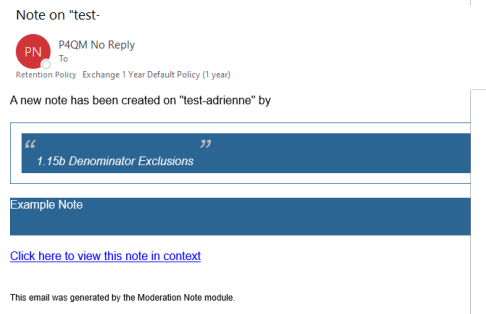 Note on "test-
PN
P4QM No Reply
To
Retention Policy Exchange 1 Year Default Policy (1 year)
A new note has been created on "test-adrienne" by
“ ”
1.15b Denominator Exclusions
Example Note
Click here to view this note in context
This email was generated by the Moderation Note module.